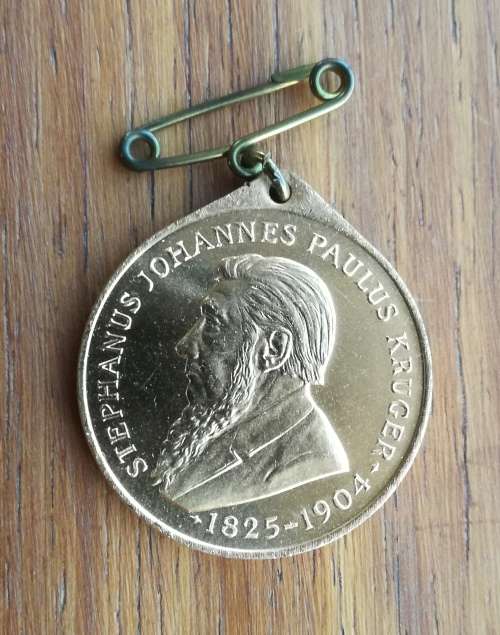 STEPHANUS JOHANNES PAULUS KRUGER
1825-1904